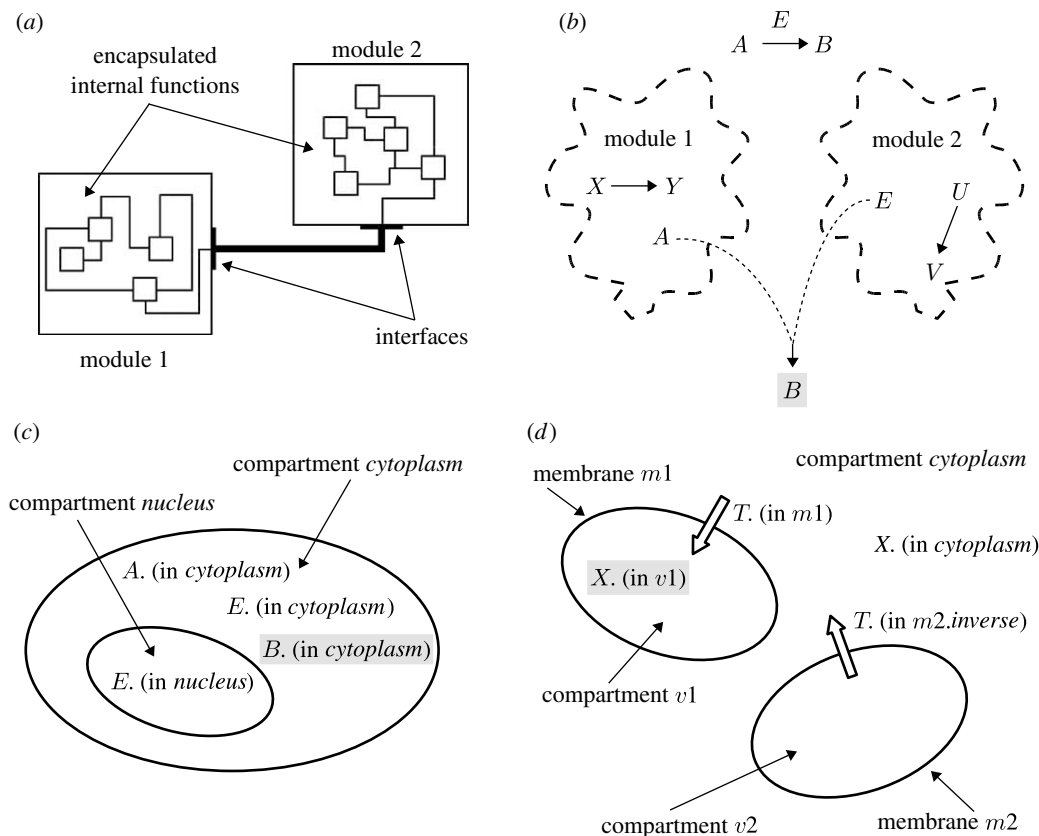 (a)
encapsulated
internal functions
module 2
module 1
interfaces
(b)
E
A B
module 1
module 2
X Y
E
U
A
V
B
(c)
compartment cytoplasm
compartment nucleus
A. (in cytoplasm)
E. (in cytoplasm)
B. (in cytoplasm)
E. (in nucleus)
(d)
compartment cytoplasm
membrane m1
T. (in m1)
X. (in cytoplasm)
X. (in v1)
T. (in m2.inverse)
compartment v1
compartment v2
membrane m2